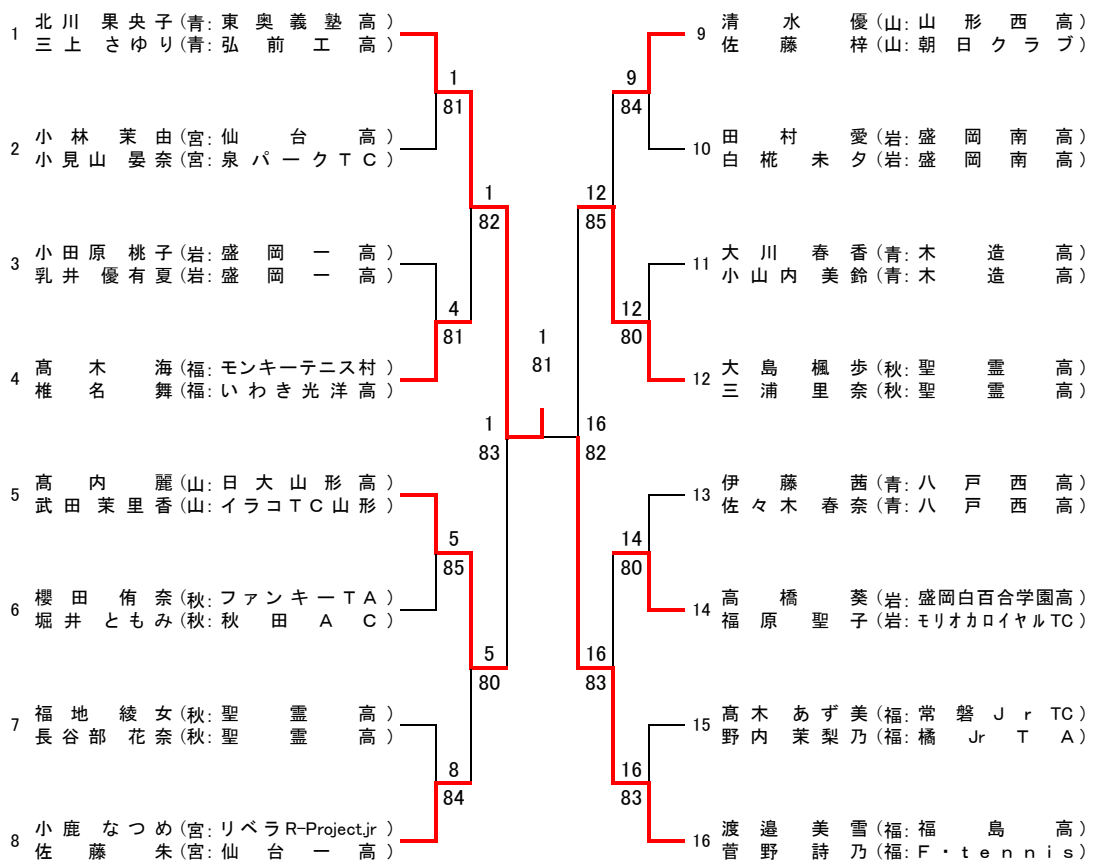 1 北川 果央子 (青: 東奥義塾高)
三上 さゆり (青: 弘前工高)
1
81
2 小林 茉由 (宮: 仙台高)
小見山 晏奈 (宮: 泉パークTC)
1
82
3 小田原 桃子 (岩: 盛岡一高)
乳井 優有夏 (岩: 盛岡一高)
4
81
4 髙木 海 (福: モンキーテニス村)
椎名 舞 (福: いわき光洋高)
1
83
5 髙内 麗 (山: 日大山形高)
武田 茉里香 (山: イラコTC山形)
5
85
6 櫻田 侑奈 (秋: ファンキーTA)
堀井 ともみ (秋: 秋田AC)
5
80
7 福地 綾女 (秋: 聖霊高)
長谷部 花奈 (秋: 聖霊高)
8
84
8 小鹿 なつめ (宮: リベラR-Project.jr)
佐藤 朱 (宮: 仙台一高)
1
81
9 清水 優 (山: 山形西高)
佐藤 梓 (山: 朝日クラブ)
9
84
10 田村 愛 (岩: 盛岡南高)
白椛 未夕 (岩: 盛岡南高)
12
85
11 大川 春香 (青: 木造高)
小山内 美鈴 (青: 木造高)
12
80
12 大島 楓歩 (秋: 聖霊高)
三浦 里奈 (秋: 聖霊高)
16
82
13 伊藤 茜 (青: 八戸西高)
佐々木 春奈 (青: 八戸西高)
14
80
14 高橋 葵 (岩: 盛岡白百合学園高)
福原 聖子 (岩: モリオカロイヤルTC)
16
83
15 髙木 あず美 (福: 常磐Jr TC)
野内 茉梨乃 (福: 橘Jr TA)
16
83
16 渡邉 美雪 (福: 福島高)
菅野 詩乃 (福: F・tennis)